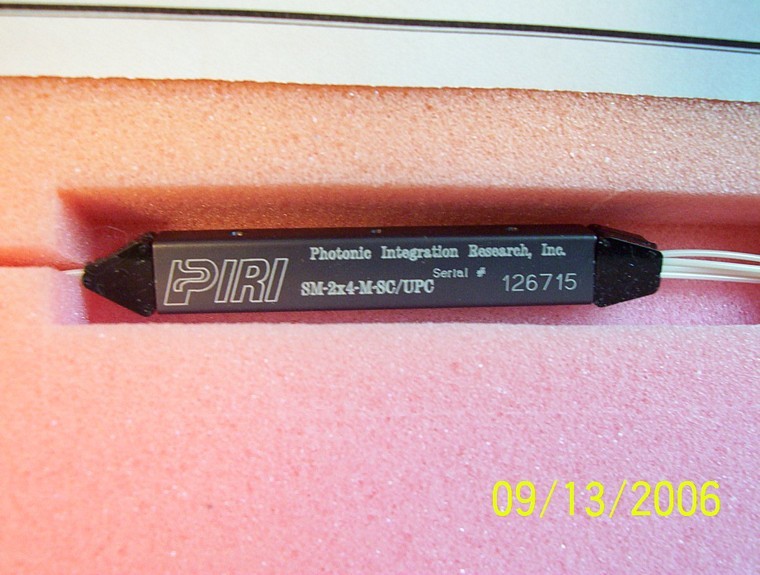 PIRI
Photonic Integration Research, Inc.
Serial #
SM-2x4-M-SC/UPC
126715
09/13/2006